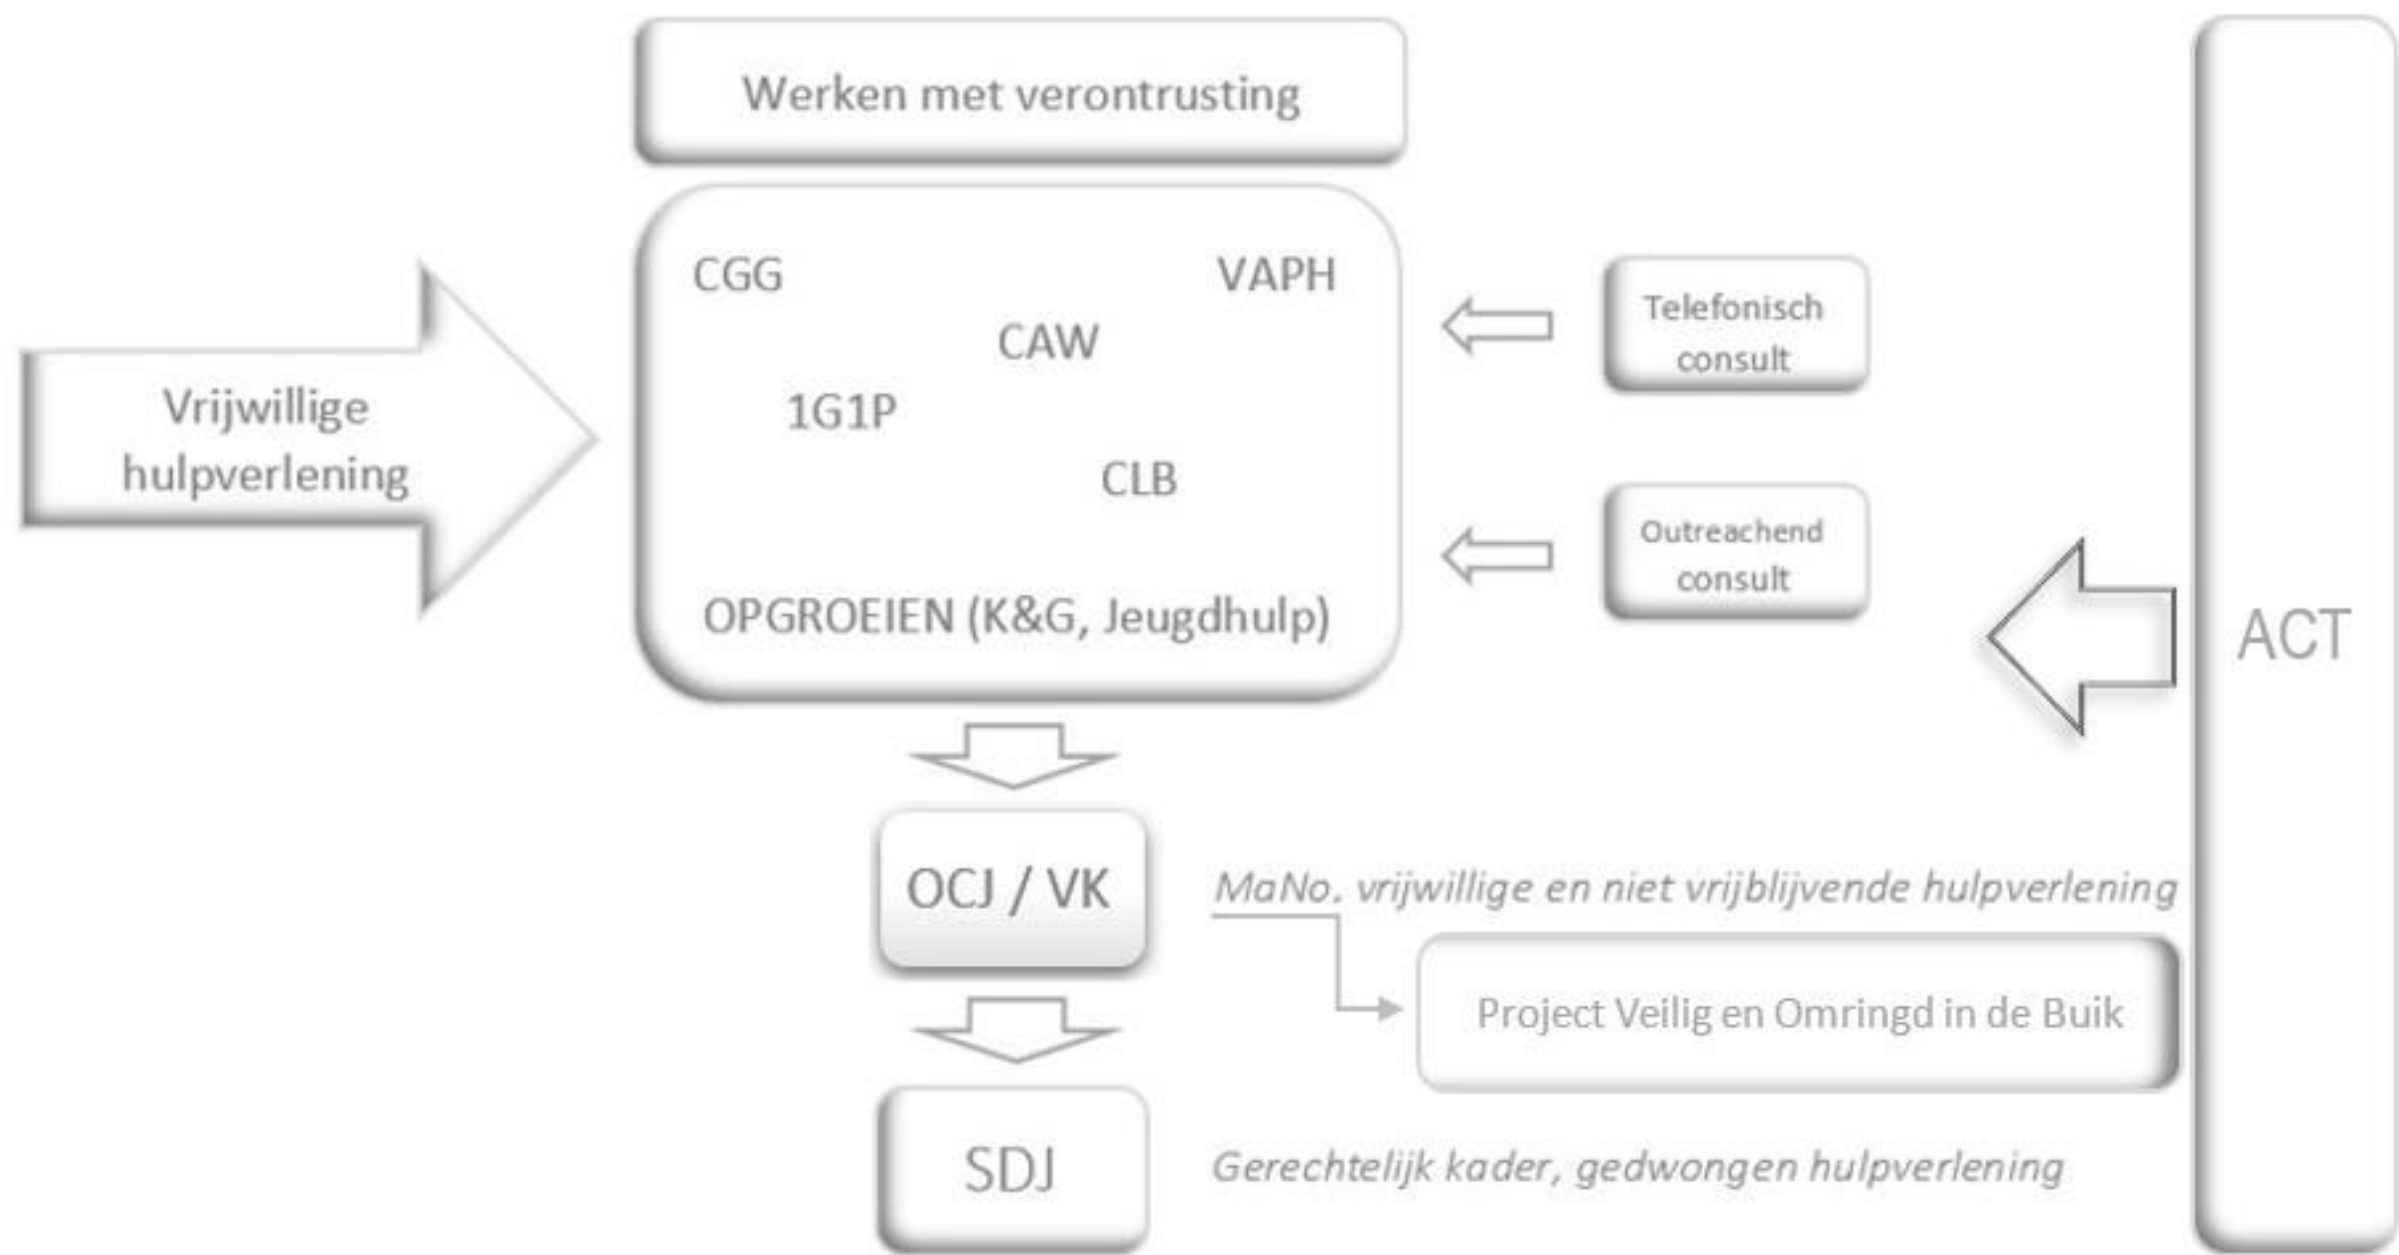 Werken met verontrusting
Vrijwillige
hulpverlening
CGG
VAPH
CAW
1G1P
CLB
OPGROEIEN (K&G, Jeugdhulp)
Telefonisch
consult
Outreachend
consult
ACT
OCJ / VK
MaNo, vrijwillige en niet vrijblijvende hulpverlening
Project Veilig en Omringd in de Buik
SDJ
Gerechtelijk kader, gedwongen hulpverlening